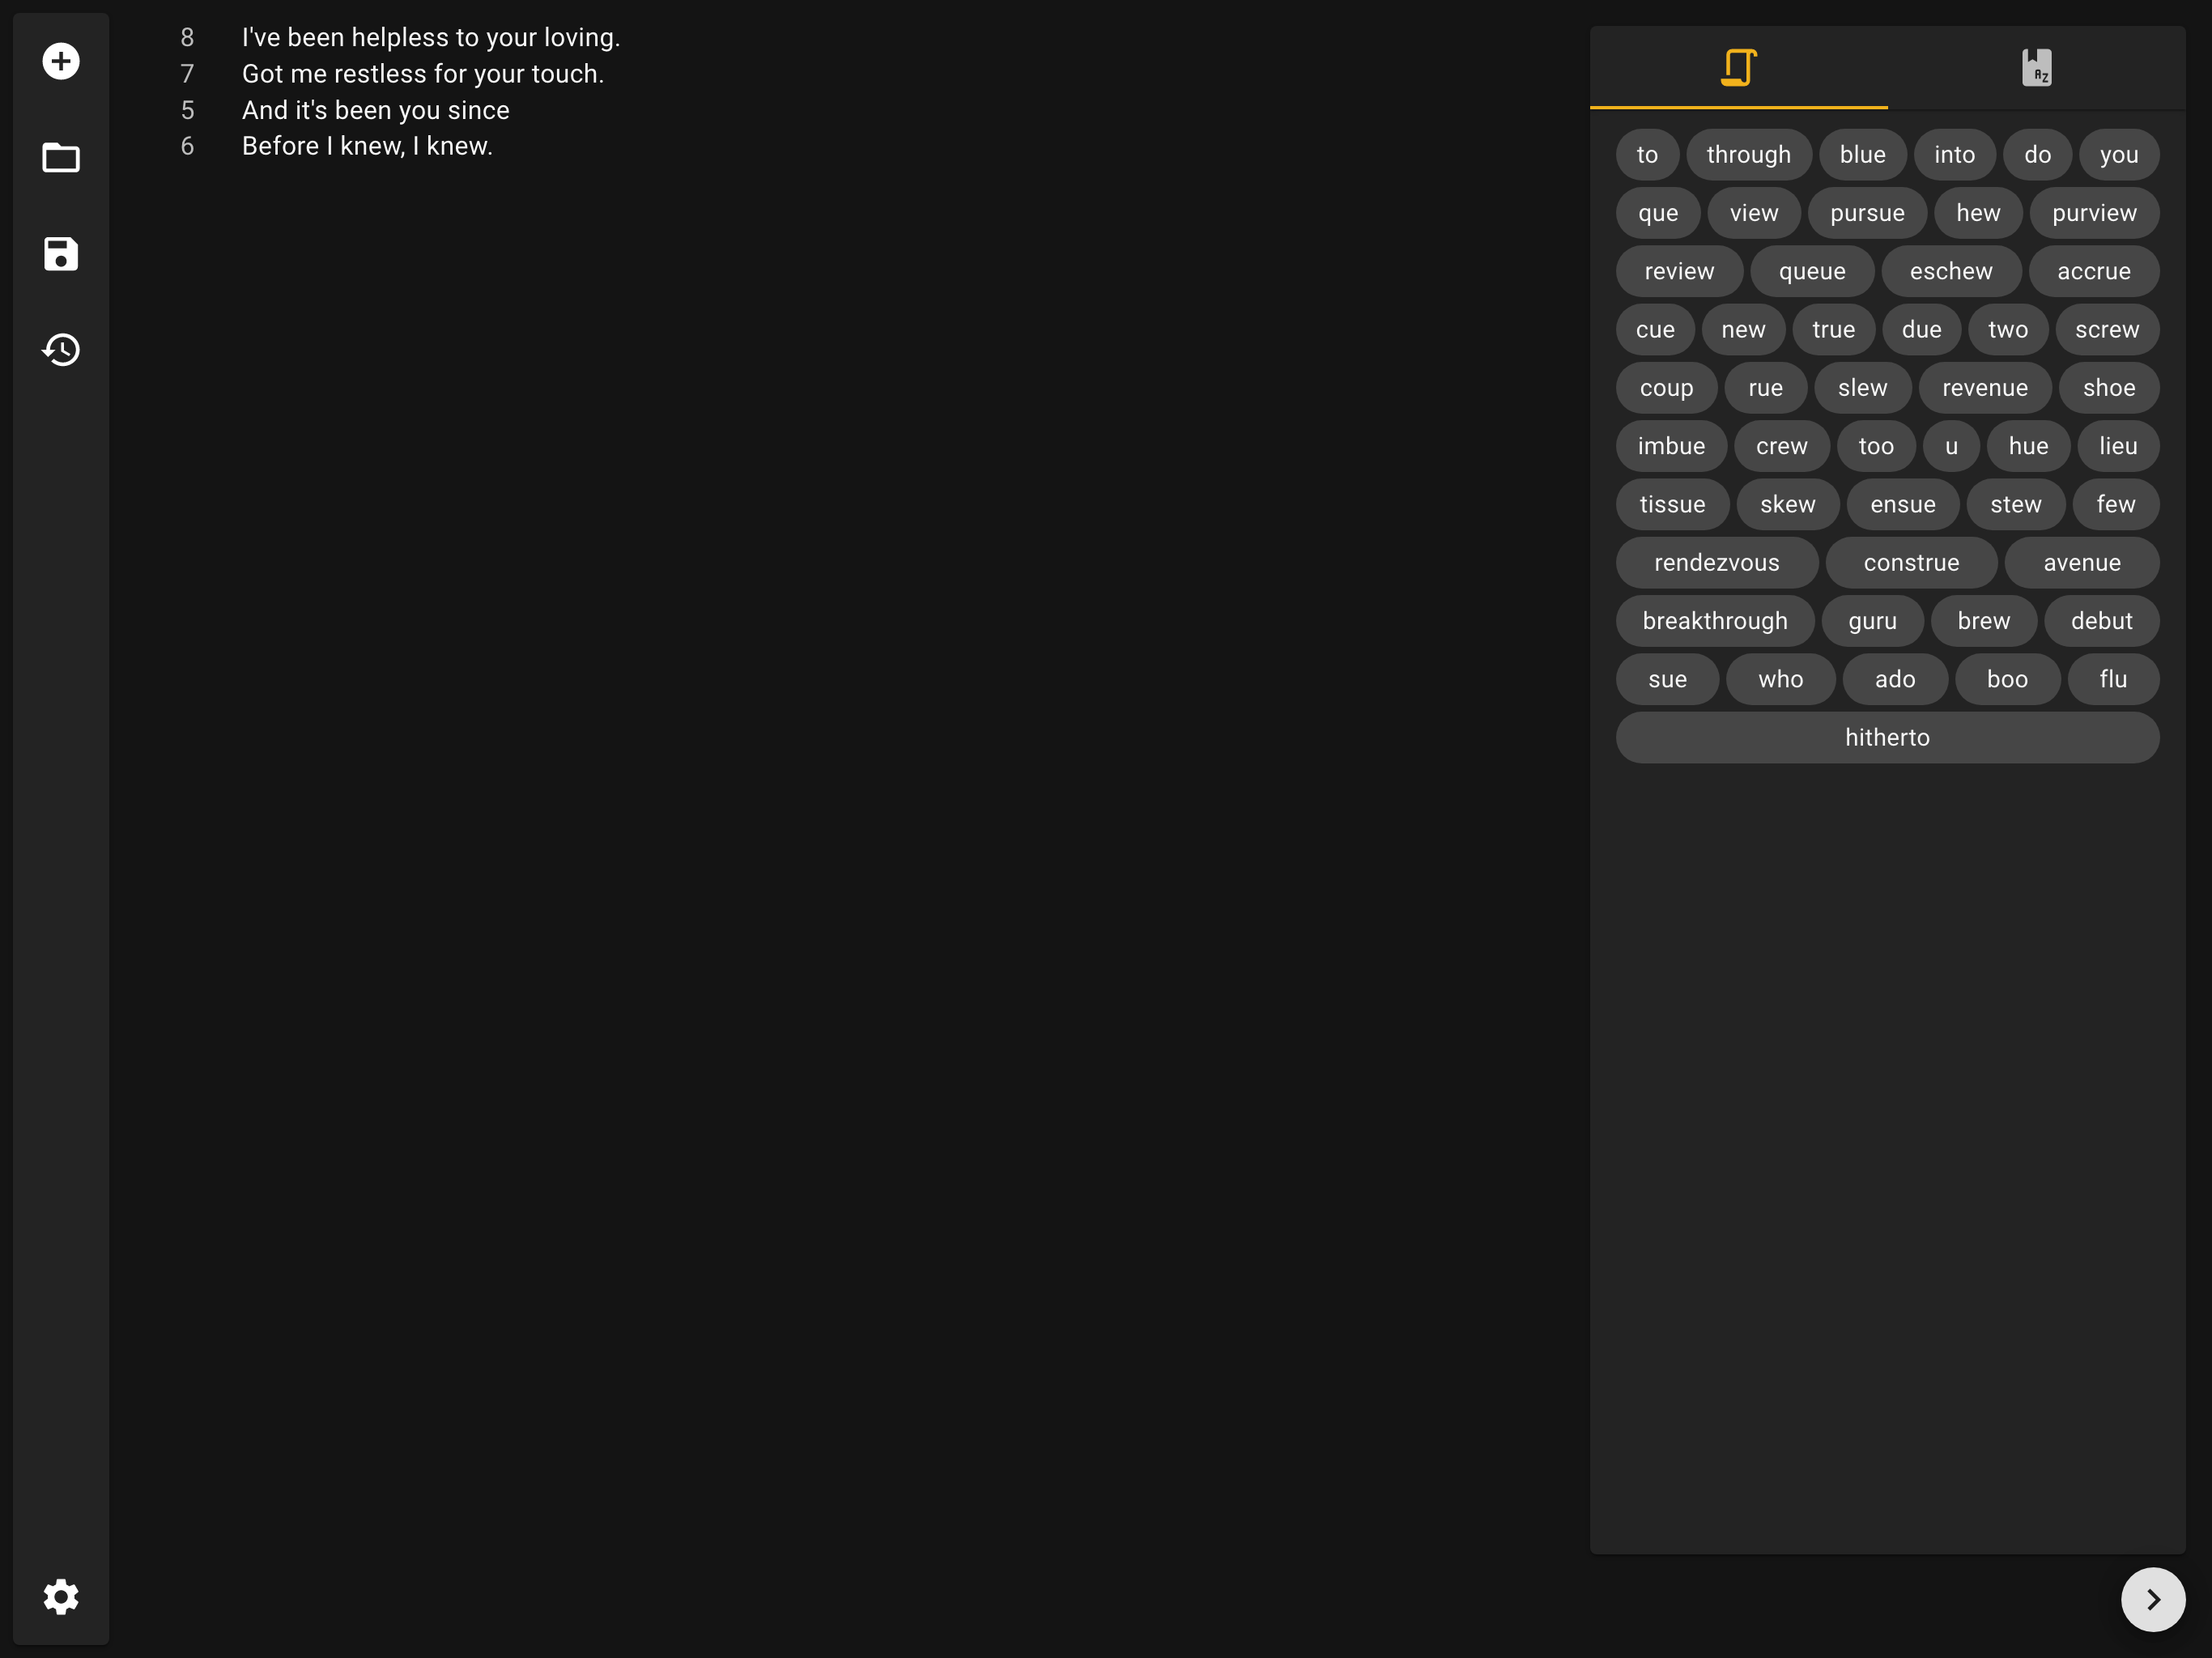 8 I've been helpless to your loving.
7 Got me restless for your touch.
5 And it's been you since
6 Before I knew, I knew.
AZ
to through blue into do you
que view pursue hew purview
review queue eschew accrue
cue new true due two screw
coup rue slew revenue shoe
imbue crew too u hue lieu
tissue skew ensue stew few
rendezvous construe avenue
breakthrough guru brew debut
sue who ado boo flu
hitherto